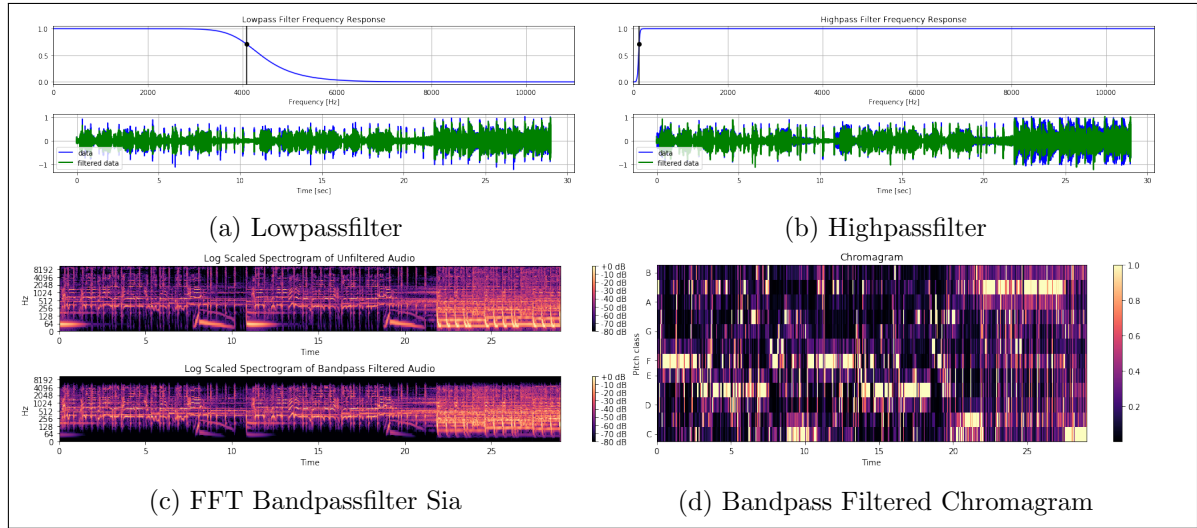 Lowpass Filter Frequency Response
1.0
0.5
0.0
0 2000 4000 6000 8000 10000
Frequency [Hz]
1
0
−1
data
filtered data
0 5 10 15 20 25 30
Time [sec]
(a) Lowpassfilter
Highpass Filter Frequency Response
1.0
0.5
0.0
0 2000 4000 6000 8000 10000
Frequency [Hz]
1
0
−1
data
filtered data
0 5 10 15 20 25 30
Time [sec]
(b) Highpassfilter
Log Scaled Spectrogram of Unfiltered Audio
8192
4096
2048
1024
512
256
128
64
0
Hz
0 5 10 15 20 25
Time
+0 dB
-10 dB
-20 dB
-30 dB
-40 dB
-50 dB
-60 dB
-70 dB
-80 dB
Log Scaled Spectrogram of Bandpass Filtered Audio
8192
4096
2048
1024
512
256
128
64
0
Hz
0 5 10 15 20 25
Time
+0 dB
-10 dB
-20 dB
-30 dB
-40 dB
-50 dB
-60 dB
-70 dB
-80 dB
(c) FFT Bandpassfilter Sia
Chromagram
B
A
G
F
E
D
C
Pitch class
0 5 10 15 20 25
Time
1.0
0.8
0.6
0.4
0.2
(d) Bandpass Filtered Chromagram